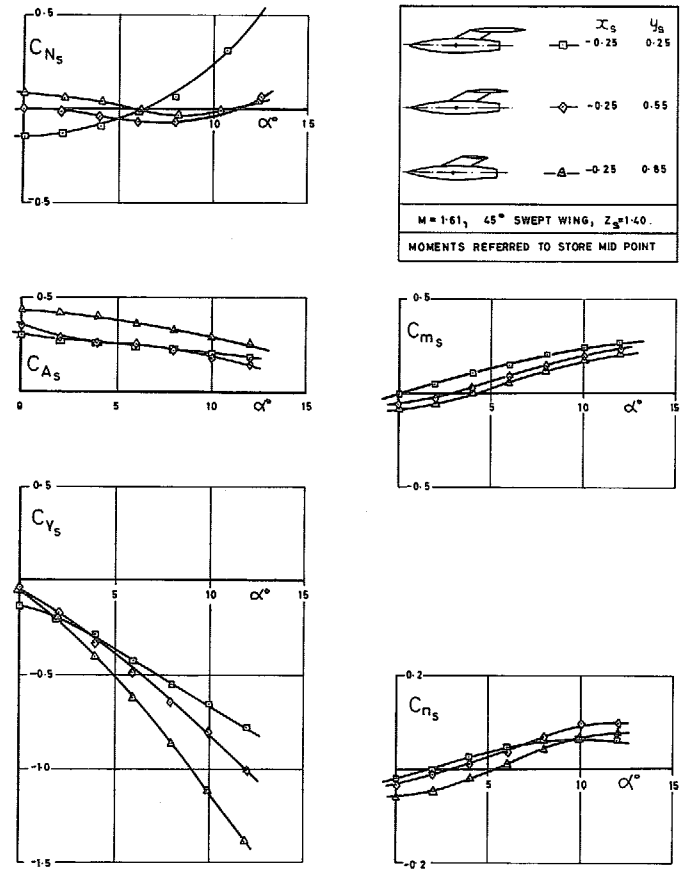 0.5
C_Ns
5
10
α°
15
-0.5
x_s y_s
-0.25 0.25
-0.25 0.55
-0.25 0.85
M=1.61, 45° SWEPT WING, Z_s=1.40.
MOMENTS REFERRED TO STORE MID POINT
0.5
C_As
0
5
10
α°
15
0.5
C_ms
5
10
α°
15
-0.5
0.5
C_Ys
5
10
α°
15
-0.5
-1.0
-1.5
0.2
C_ns
5
10
α°
15
-0.2